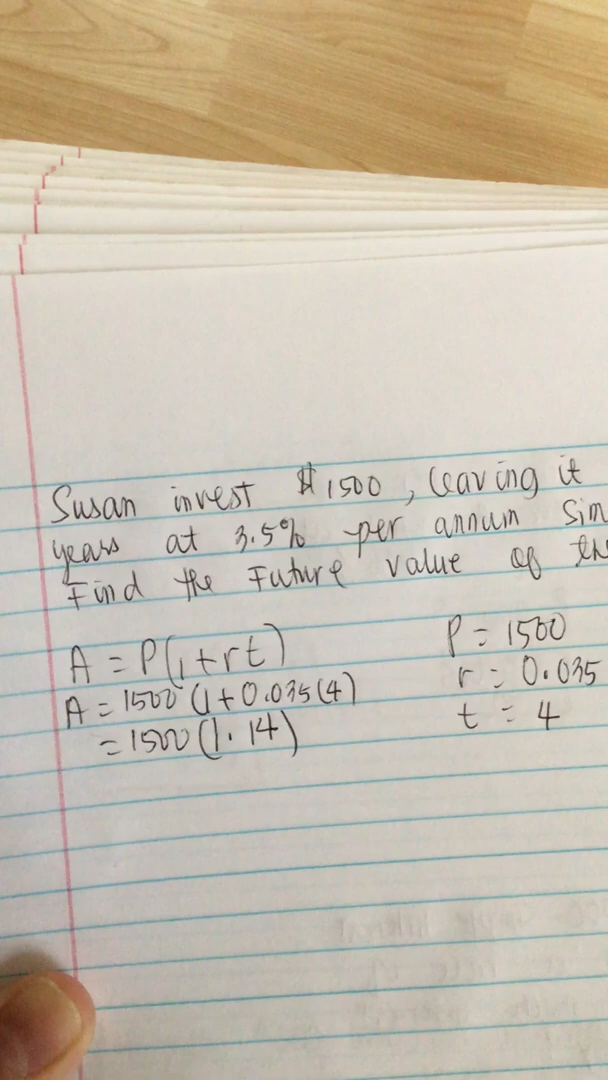 Susan invest $1500, leaving it
years at 3.5% per annum Sim
Find the Future value of the
A = P(1+rt)
P = 1500
A = 1500 (1+0.035(4)
r = 0.035
= 1500 (1.14)
t = 4